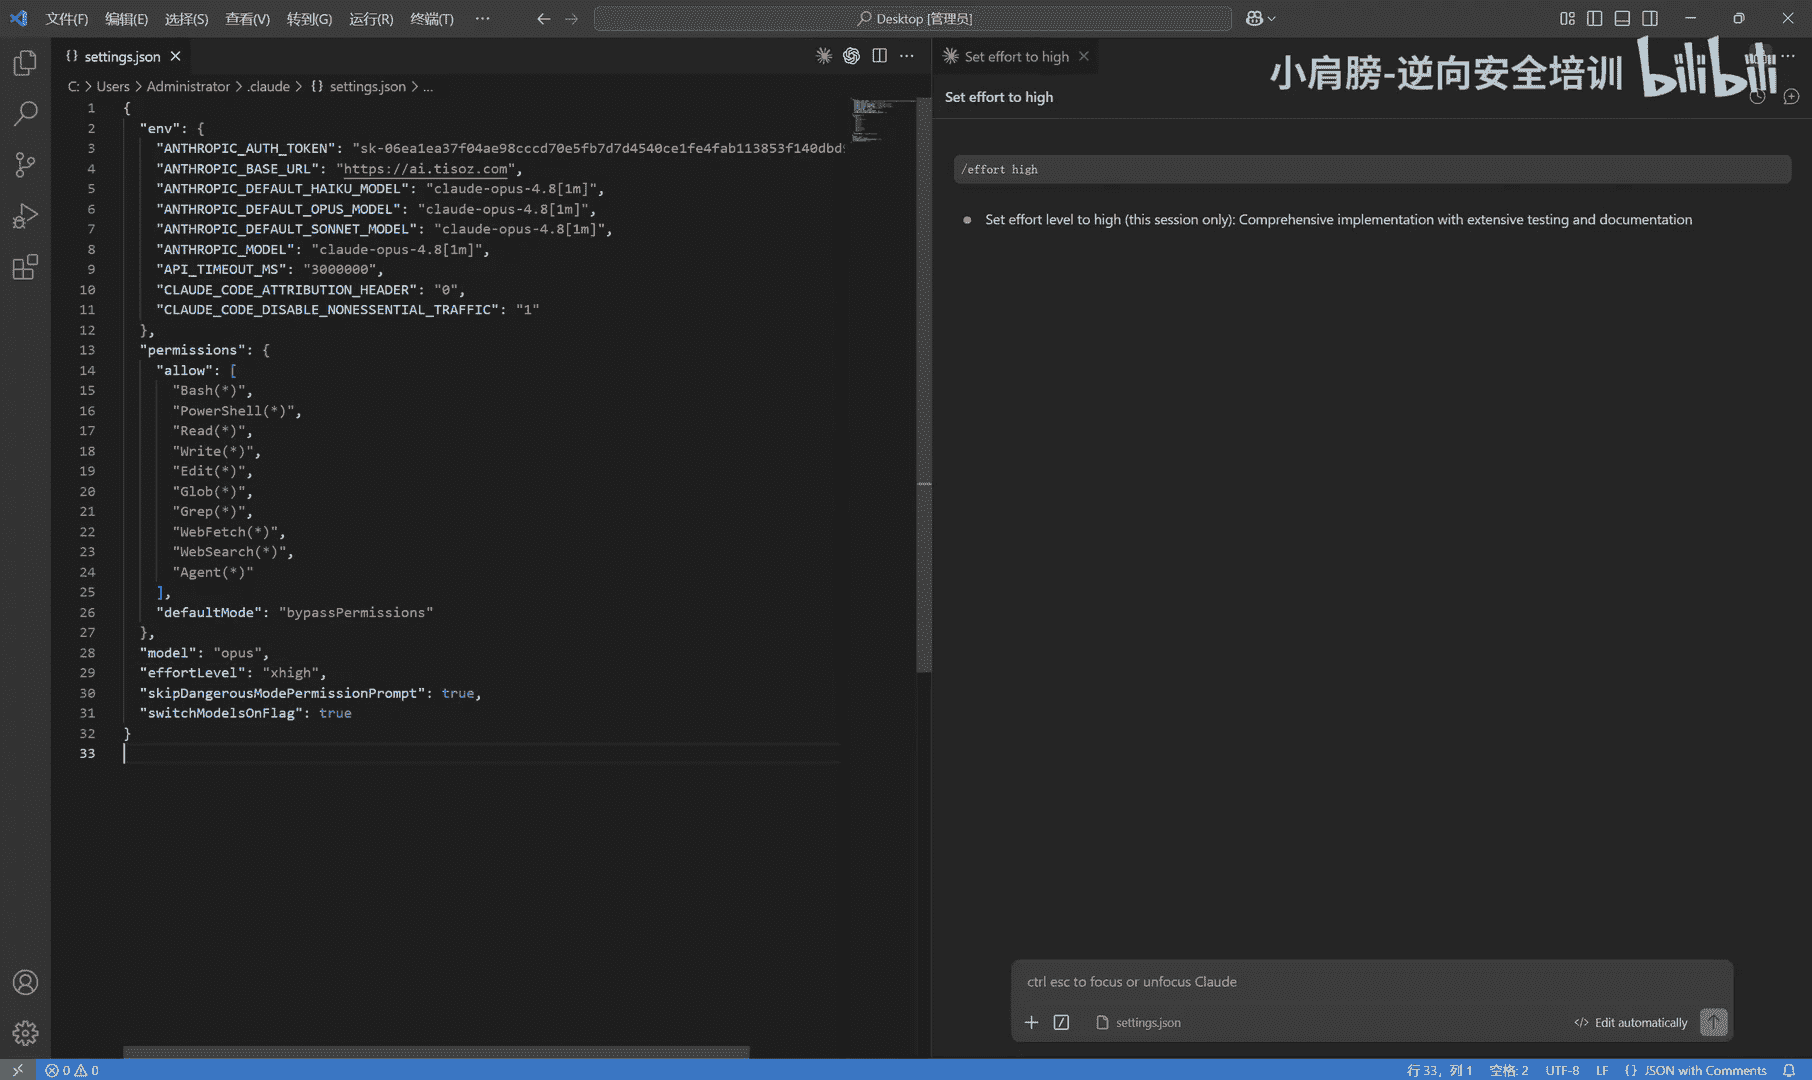 文件(F) 编辑(E) 选择(S) 查看(V) 转到(G) 运行(R) 终端(T) ··· Desktop [管理员]
{} settings.json
Set effort to high
小肩膀-逆向安全培训 bilibili
C: > Users > Administrator > .claude > {} settings.json > ...
Set effort to high
1 {
2 "env": {
3 "ANTHROPIC_AUTH_TOKEN": "sk-06ea1ea37f04ae98cccd70e5fb7d7d4540ce1fe4fab113853f140dbd
4 "ANTHROPIC_BASE_URL": "https://ai.tisoz.com",
5 "ANTHROPIC_DEFAULT_HAIKU_MODEL": "claude-opus-4.8[1m]",
6 "ANTHROPIC_DEFAULT_OPUS_MODEL": "claude-opus-4.8[1m]",
7 "ANTHROPIC_DEFAULT_SONNET_MODEL": "claude-opus-4.8[1m]",
8 "ANTHROPIC_MODEL": "claude-opus-4.8[1m]",
9 "API_TIMEOUT_MS": "3000000",
10 "CLAUDE_CODE_ATTRIBUTION_HEADER": "0",
11 "CLAUDE_CODE_DISABLE_NONESSENTIAL_TRAFFIC": "1"
12 },
13 "permissions": {
14 "allow": [
15 "Bash(*)",
16 "PowerShell(*)",
17 "Read(*)",
18 "Write(*)",
19 "Edit(*)",
20 "Glob(*)",
21 "Grep(*)",
22 "WebFetch(*)",
23 "WebSearch(*)",
24 "Agent(*)"
25 ],
26 "defaultMode": "bypassPermissions"
27 },
28 "model": "opus",
29 "effortLevel": "xhigh",
30 "skipDangerousModePermissionPrompt": true,
31 "switchModelsOnFlag": true
32 }
33
/effort high
Set effort level to high (this session only): Comprehensive implementation with extensive testing and documentation
ctrl esc to focus or unfocus Claude
settings.json
</> Edit automatically
0 0
行 33, 列 1 空格: 2 UTF-8 LF {} JSON with Comments